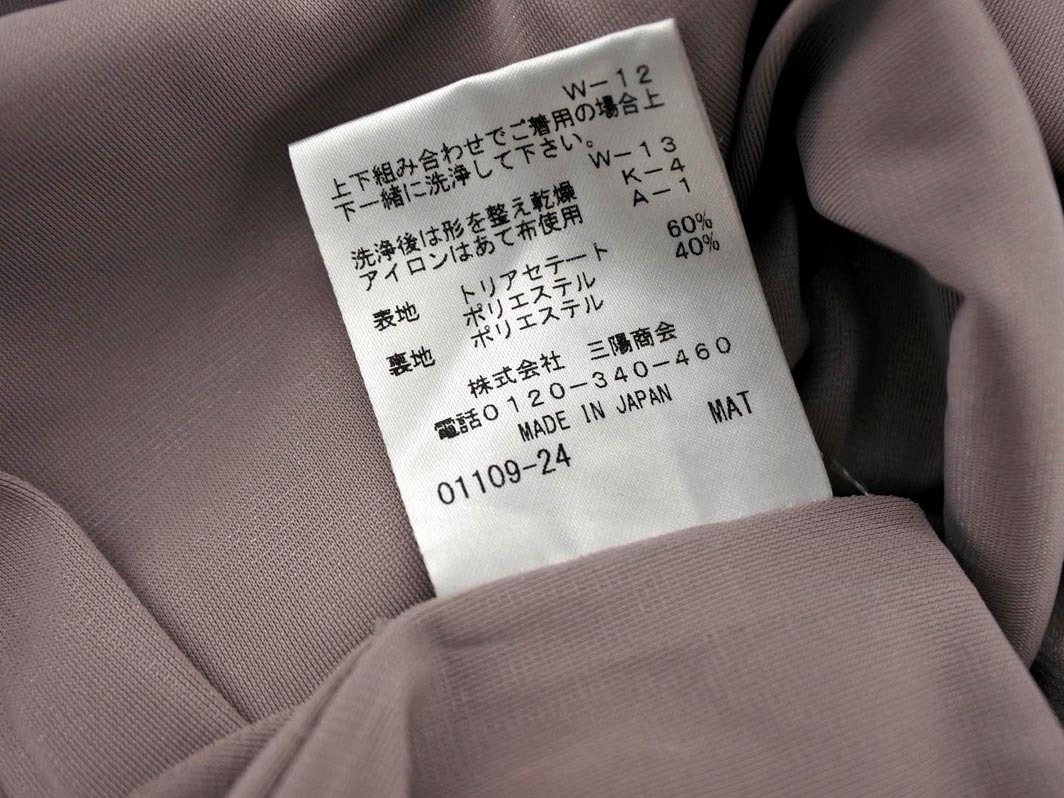 W-12
上下組み合わせでご着用の場合上
下一緒に洗浄して下さい。
W-13
K-4
洗浄後は形を整え乾燥
A-1
アイロンはあて布使用
表地 トリアセテート 60%
ポリエステル 40%
裏地 ポリエステル
株式会社 三陽商会
電話0120-340-460
MADE IN JAPAN
MAT
01109-24